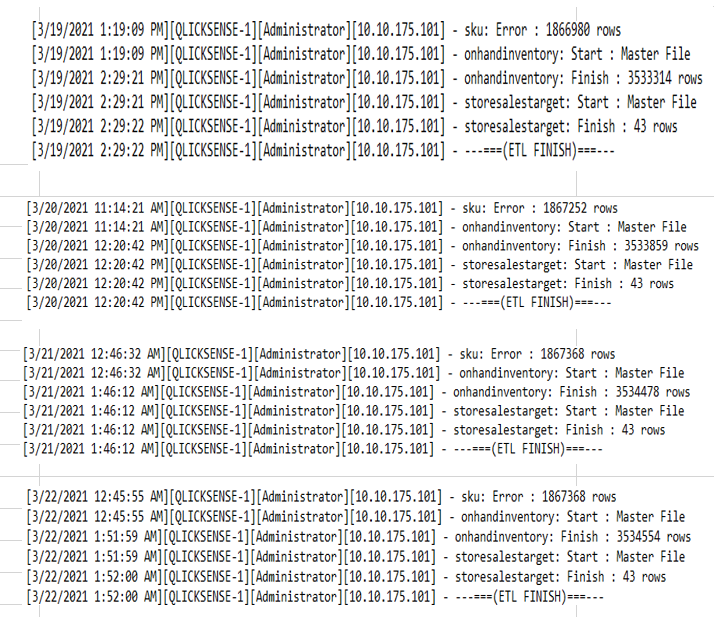 [3/19/2021 1:19:09 PM][QLICKSENSE-1][Administrator][10.10.175.101] - sku: Error : 1866980 rows
[3/19/2021 1:19:09 PM][QLICKSENSE-1][Administrator][10.10.175.101] - onhandinventory: Start : Master File
[3/19/2021 2:29:21 PM][QLICKSENSE-1][Administrator][10.10.175.101] - onhandinventory: Finish : 3533314 rows
[3/19/2021 2:29:21 PM][QLICKSENSE-1][Administrator][10.10.175.101] - storesalestarget: Start : Master File
[3/19/2021 2:29:22 PM][QLICKSENSE-1][Administrator][10.10.175.101] - storesalestarget: Finish : 43 rows
[3/19/2021 2:29:22 PM][QLICKSENSE-1][Administrator][10.10.175.101] - ---===(ETL FINISH)===---
[3/20/2021 11:14:21 AM][QLICKSENSE-1][Administrator][10.10.175.101] - sku: Error : 1867252 rows
[3/20/2021 11:14:21 AM][QLICKSENSE-1][Administrator][10.10.175.101] - onhandinventory: Start : Master File
[3/20/2021 12:20:42 PM][QLICKSENSE-1][Administrator][10.10.175.101] - onhandinventory: Finish : 3533859 rows
[3/20/2021 12:20:42 PM][QLICKSENSE-1][Administrator][10.10.175.101] - storesalestarget: Start : Master File
[3/20/2021 12:20:42 PM][QLICKSENSE-1][Administrator][10.10.175.101] - storesalestarget: Finish : 43 rows
[3/20/2021 12:20:42 PM][QLICKSENSE-1][Administrator][10.10.175.101] - ---===(ETL FINISH)===---
[3/21/2021 12:46:32 AM][QLICKSENSE-1][Administrator][10.10.175.101] - sku: Error : 1867368 rows
[3/21/2021 12:46:32 AM][QLICKSENSE-1][Administrator][10.10.175.101] - onhandinventory: Start : Master File
[3/21/2021 1:46:12 AM][QLICKSENSE-1][Administrator][10.10.175.101] - onhandinventory: Finish : 3534478 rows
[3/21/2021 1:46:12 AM][QLICKSENSE-1][Administrator][10.10.175.101] - storesalestarget: Start : Master File
[3/21/2021 1:46:12 AM][QLICKSENSE-1][Administrator][10.10.175.101] - storesalestarget: Finish : 43 rows
[3/21/2021 1:46:12 AM][QLICKSENSE-1][Administrator][10.10.175.101] - ---===(ETL FINISH)===---
[3/22/2021 12:45:55 AM][QLICKSENSE-1][Administrator][10.10.175.101] - sku: Error : 1867368 rows
[3/22/2021 12:45:55 AM][QLICKSENSE-1][Administrator][10.10.175.101] - onhandinventory: Start : Master File
[3/22/2021 1:51:59 AM][QLICKSENSE-1][Administrator][10.10.175.101] - onhandinventory: Finish : 3534554 rows
[3/22/2021 1:51:59 AM][QLICKSENSE-1][Administrator][10.10.175.101] - storesalestarget: Start : Master File
[3/22/2021 1:52:00 AM][QLICKSENSE-1][Administrator][10.10.175.101] - storesalestarget: Finish : 43 rows
[3/22/2021 1:52:00 AM][QLICKSENSE-1][Administrator][10.10.175.101] - ---===(ETL FINISH)===---